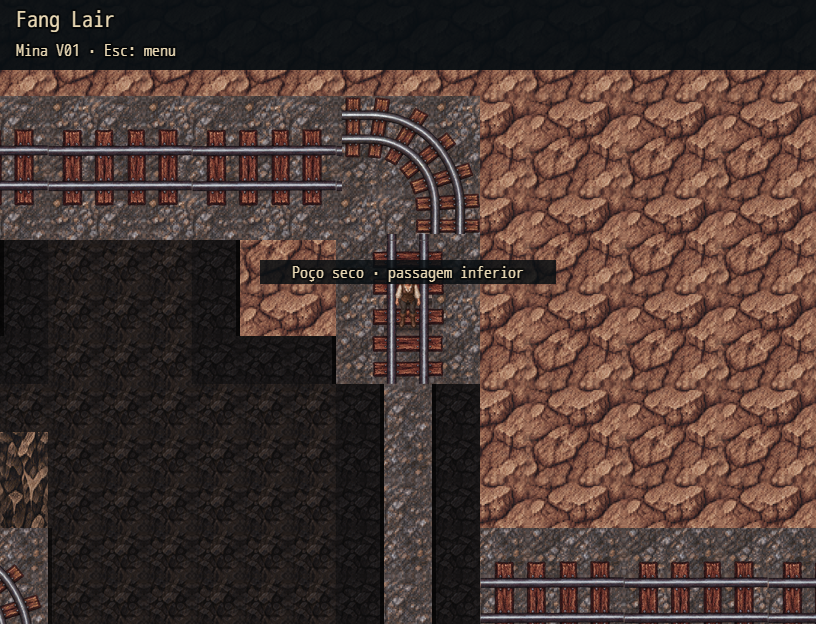 Fang Lair
Mina V01 · Esc: menu
Poço seco · passagem inferior